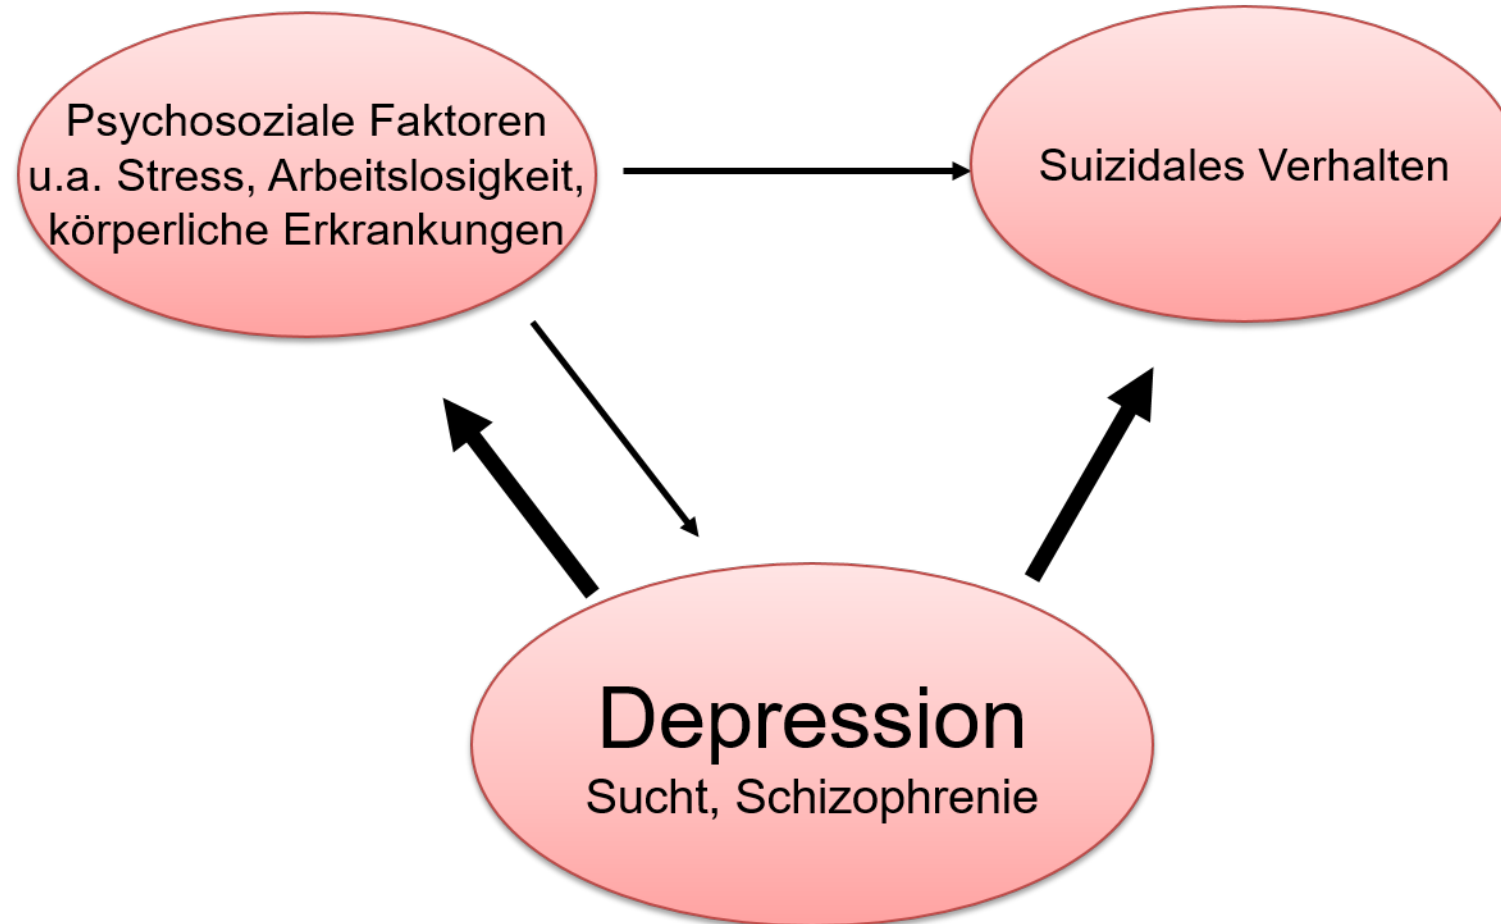 Psychosoziale Faktoren
u.a. Stress, Arbeitslosigkeit,
körperliche Erkrankungen
Suizidales Verhalten
Depression
Sucht, Schizophrenie